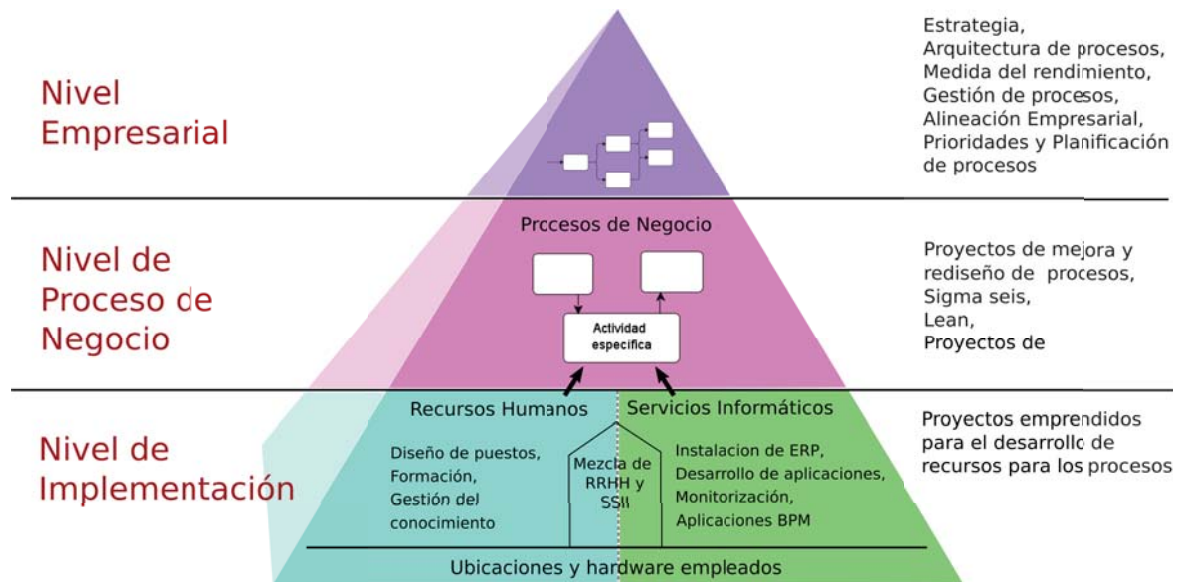 Nivel
Empresarial
Estrategia,
Arquitectura de procesos,
Medida del rendimiento,
Gestión de procesos,
Alineación Empresarial,
Prioridades y Planificación
de procesos
Nivel de
Proceso de
Negocio
Prccesos de Negocio
Actividad
específica
Proyectos de mejora y
rediseño de procesos,
Sigma seis,
Lean,
Proyectos de
Nivel de
Implementación
Recursos Humanos
Diseño de puestos,
Formación,
Gestión del
conocimiento
Mezcla de
RRHH y
SSII
Servicios Informáticos
Instalacion de ERP,
Desarrollo de aplicaciones,
Monitorización,
Aplicaciones BPM
Ubicaciones y hardware empleados
Proyectos emprendidos
para el desarrollo de
recursos para los procesos